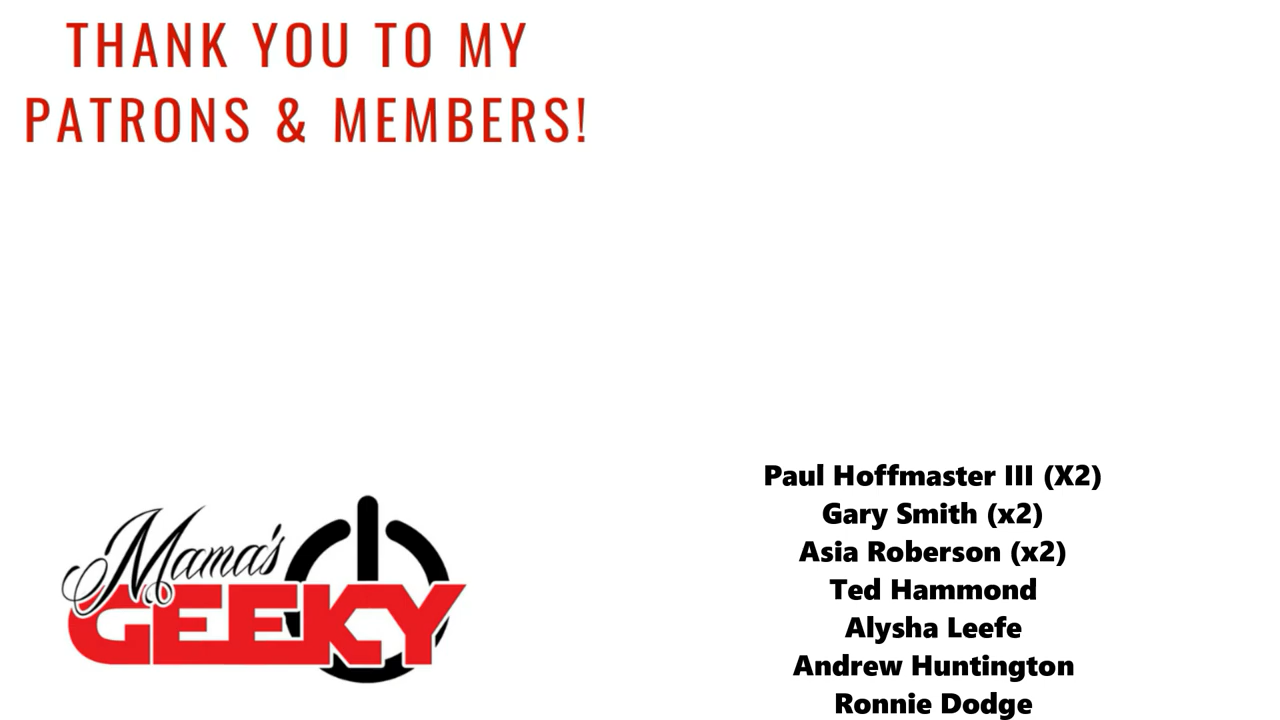 THANK YOU TO MY
PATRONS & MEMBERS!
Mama's
GEEKY
Paul Hoffmaster III (X2)
Gary Smith (x2)
Asia Roberson (x2)
Ted Hammond
Alysha Leefe
Andrew Huntington
Ronnie Dodge